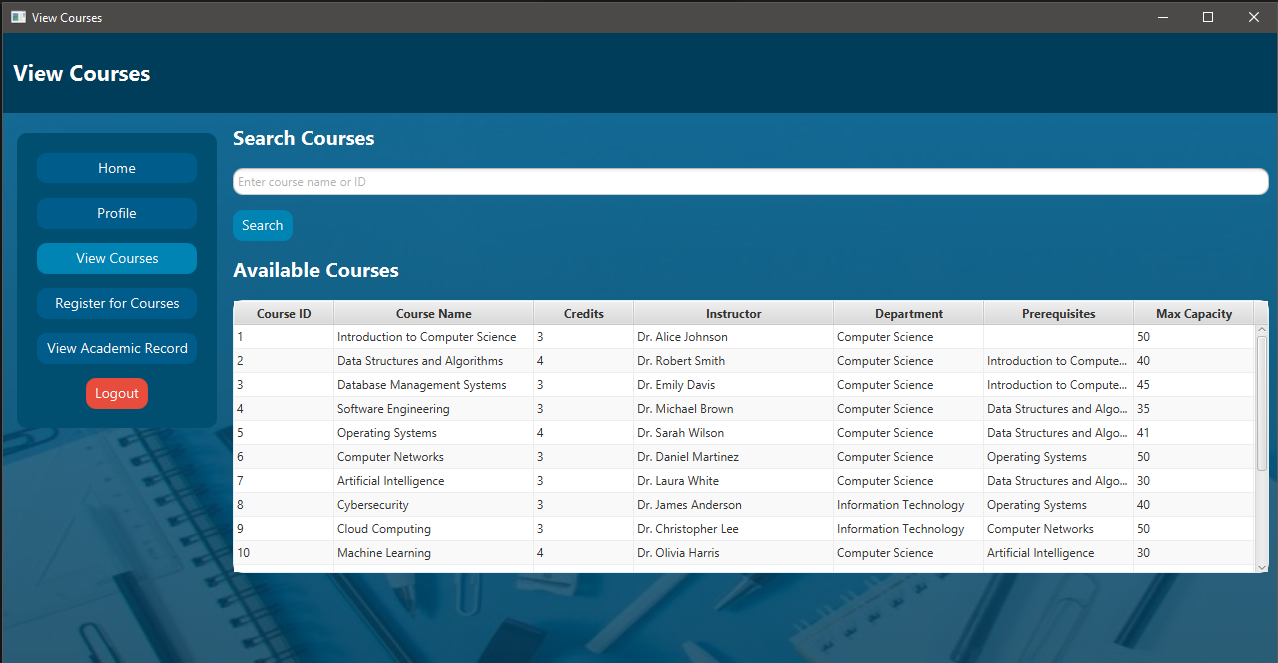 View Courses
View Courses
Home
Profile
View Courses
Register for Courses
View Academic Record
Logout
Search Courses
Enter course name or ID
Search
Available Courses
Course ID Course Name Credits Instructor Department Prerequisites Max Capacity
1 Introduction to Computer Science 3 Dr. Alice Johnson Computer Science 50
2 Data Structures and Algorithms 4 Dr. Robert Smith Computer Science Introduction to Compute... 40
3 Database Management Systems 3 Dr. Emily Davis Computer Science Introduction to Compute... 45
4 Software Engineering 3 Dr. Michael Brown Computer Science Data Structures and Algo... 35
5 Operating Systems 4 Dr. Sarah Wilson Computer Science Data Structures and Algo... 41
6 Computer Networks 3 Dr. Daniel Martinez Computer Science Operating Systems 50
7 Artificial Intelligence 3 Dr. Laura White Computer Science Data Structures and Algo... 30
8 Cybersecurity 3 Dr. James Anderson Information Technology Operating Systems 40
9 Cloud Computing 3 Dr. Christopher Lee Information Technology Computer Networks 50
10 Machine Learning 4 Dr. Olivia Harris Computer Science Artificial Intelligence 30